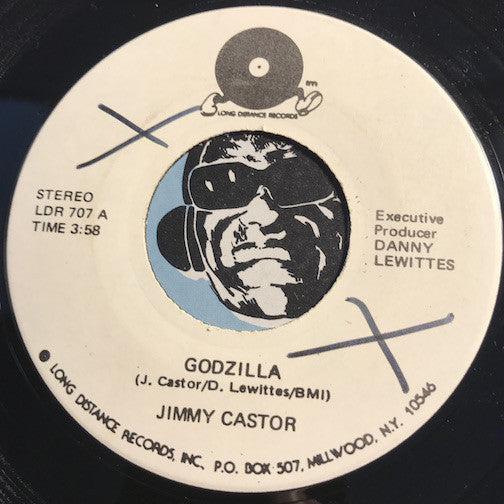 LONG DISTANCE RECORDS
STEREO
LDR 707 A
TIME 3:58
Executive
Producer
DANNY
LEWITTES
GODZILLA
(J. Castor/D. Lewittes/BMI)
JIMMY CASTOR
LONG DISTANCE RECORDS, INC. P.O. BOX 507, MILLWOOD, N.Y. 10546